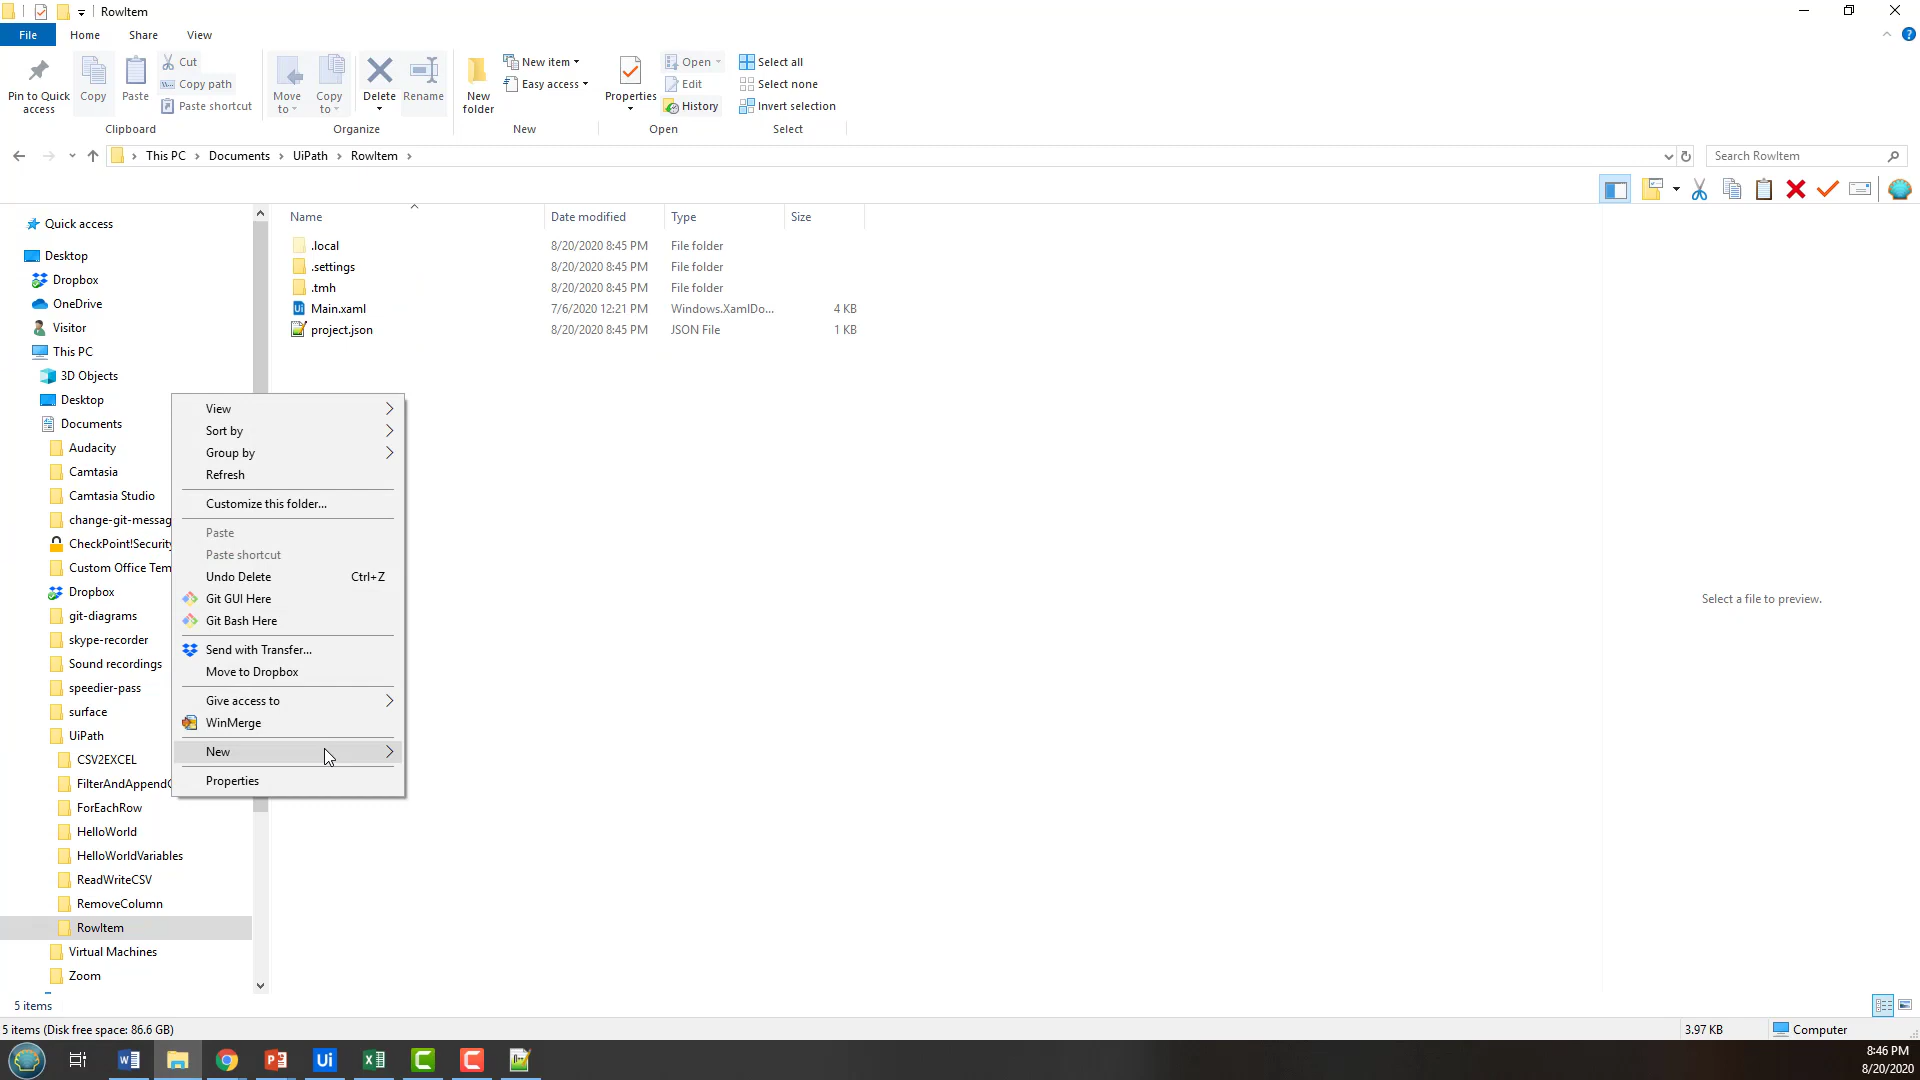 RowItem
File
Home
Share
View
Pin to Quick access
Copy
Paste
Cut
Copy path
Paste shortcut
Clipboard
Move to
Copy to
Delete
Rename
Organize
New folder
New item
Easy access
New
Properties
Open
Edit
History
Open
Select all
Select none
Invert selection
Select
This PC
Documents
UiPath
RowItem
Search RowItem
Name
Date modified
Type
Size
.local 8/20/2020 8:45 PM File folder
.settings 8/20/2020 8:45 PM File folder
.tmh 8/20/2020 8:45 PM File folder
Main.xaml 7/6/2020 12:21 PM Windows.XamlDo... 4 KB
project.json 8/20/2020 8:45 PM JSON File 1 KB
Quick access
Desktop
Dropbox
OneDrive
Visitor
This PC
3D Objects
Desktop
Documents
Audacity
Camtasia
Camtasia Studio
change-git-messag
CheckPoint!Security
Custom Office Tem
Dropbox
git-diagrams
skype-recorder
Sound recordings
speedier-pass
surface
UiPath
CSV2EXCEL
FilterAndAppendC
ForEachRow
HelloWorld
HelloWorldVariables
ReadWriteCSV
RemoveColumn
RowItem
Virtual Machines
Zoom
View
Sort by
Group by
Refresh
Customize this folder...
Paste
Paste shortcut
Undo Delete Ctrl+Z
Git GUI Here
Git Bash Here
Send with Transfer...
Move to Dropbox
Give access to
WinMerge
New
Properties
Select a file to preview.
5 items
5 items (Disk free space: 86.6 GB)
3.97 KB
Computer
8:46 PM
8/20/2020